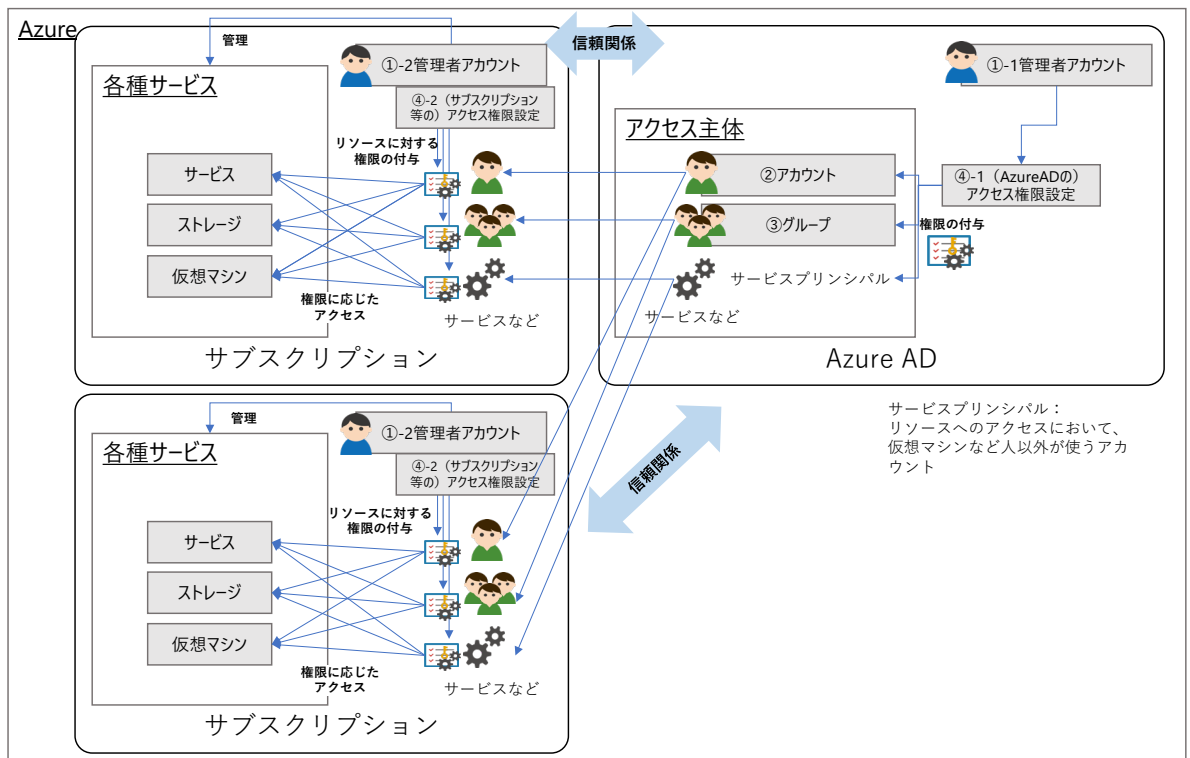 Azure
管理
①-2管理者アカウント
④-2（サブスクリプション
等の）アクセス権限設定
各種サービス
リソースに対する
権限の付与
サービス
ストレージ
仮想マシン
権限に応じた
アクセス
サービスなど
サブスクリプション
信頼関係
①-1管理者アカウント
アクセス主体
②アカウント
③グループ
サービスプリンシパル
サービスなど
④-1（AzureADの）
アクセス権限設定
権限の付与
Azure AD
管理
①-2管理者アカウント
④-2（サブスクリプション
等の）アクセス権限設定
各種サービス
リソースに対する
権限の付与
サービス
ストレージ
仮想マシン
権限に応じた
アクセス
サービスなど
サブスクリプション
信頼関係
サービスプリンシパル：
リソースへのアクセスにおいて、
仮想マシンなど人以外が使うアカ
ウント